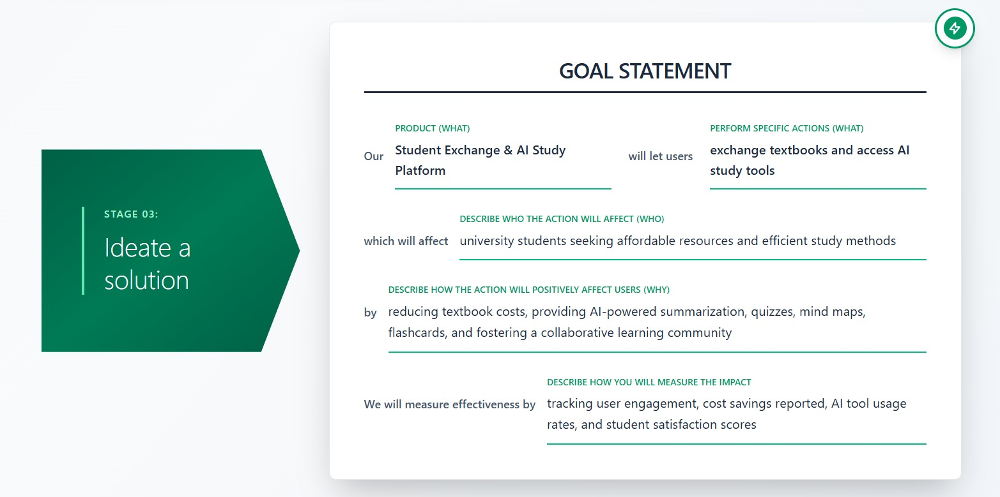 STAGE 03:
Ideate a
solution
GOAL STATEMENT
PRODUCT (WHAT)
Our
Student Exchange & AI Study
Platform
PERFORM SPECIFIC ACTIONS (WHAT)
will let users
exchange textbooks and access AI
study tools
DESCRIBE WHO THE ACTION WILL AFFECT (WHO)
which will affect university students seeking affordable resources and efficient study methods
DESCRIBE HOW THE ACTION WILL POSITIVELY AFFECT USERS (WHY)
by reducing textbook costs, providing AI-powered summarization, quizzes, mind maps,
flashcards, and fostering a collaborative learning community
DESCRIBE HOW YOU WILL MEASURE THE IMPACT
We will measure effectiveness by tracking user engagement, cost savings reported, AI tool usage
rates, and student satisfaction scores